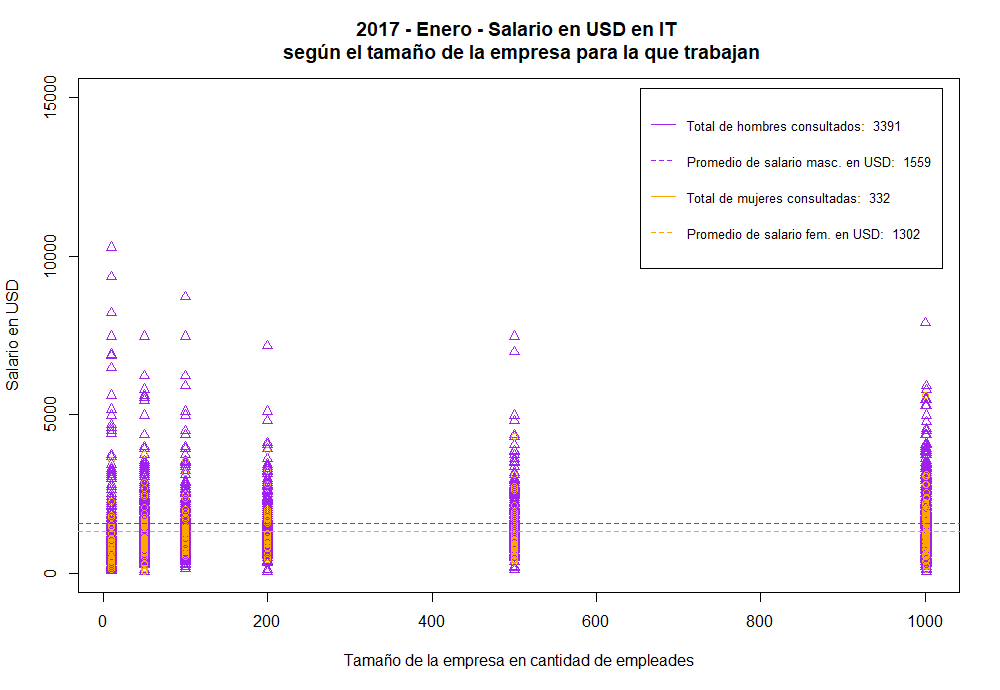 2017 - Enero - Salario en USD en IT
según el tamaño de la empresa para la que trabajan
15000
10000
5000
0
Salario en USD
Total de hombres consultados: 3391
Promedio de salario masc. en USD: 1559
Total de mujeres consultadas: 332
Promedio de salario fem. en USD: 1302
0
200
400
600
800
1000
Tamaño de la empresa en cantidad de empleades